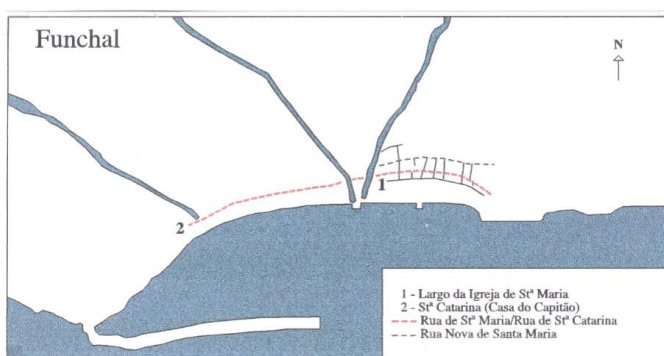 Funchal
N
1
2
1 - Largo da Igreja de Stª Maria
2 - Stª Catarina (Casa do Capitão)
Rua de Stª Maria/Rua de Stª Catarina
Rua Nova de Santa Maria